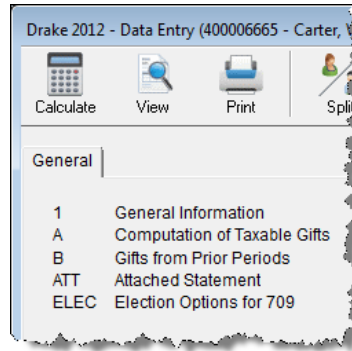 Drake 2012 - Data Entry (400006665 - Carter,
Calculate View Print Split
General
1 General Information
A Computation of Taxable Gifts
B Gifts from Prior Periods
ATT Attached Statement
ELEC Election Options for 709